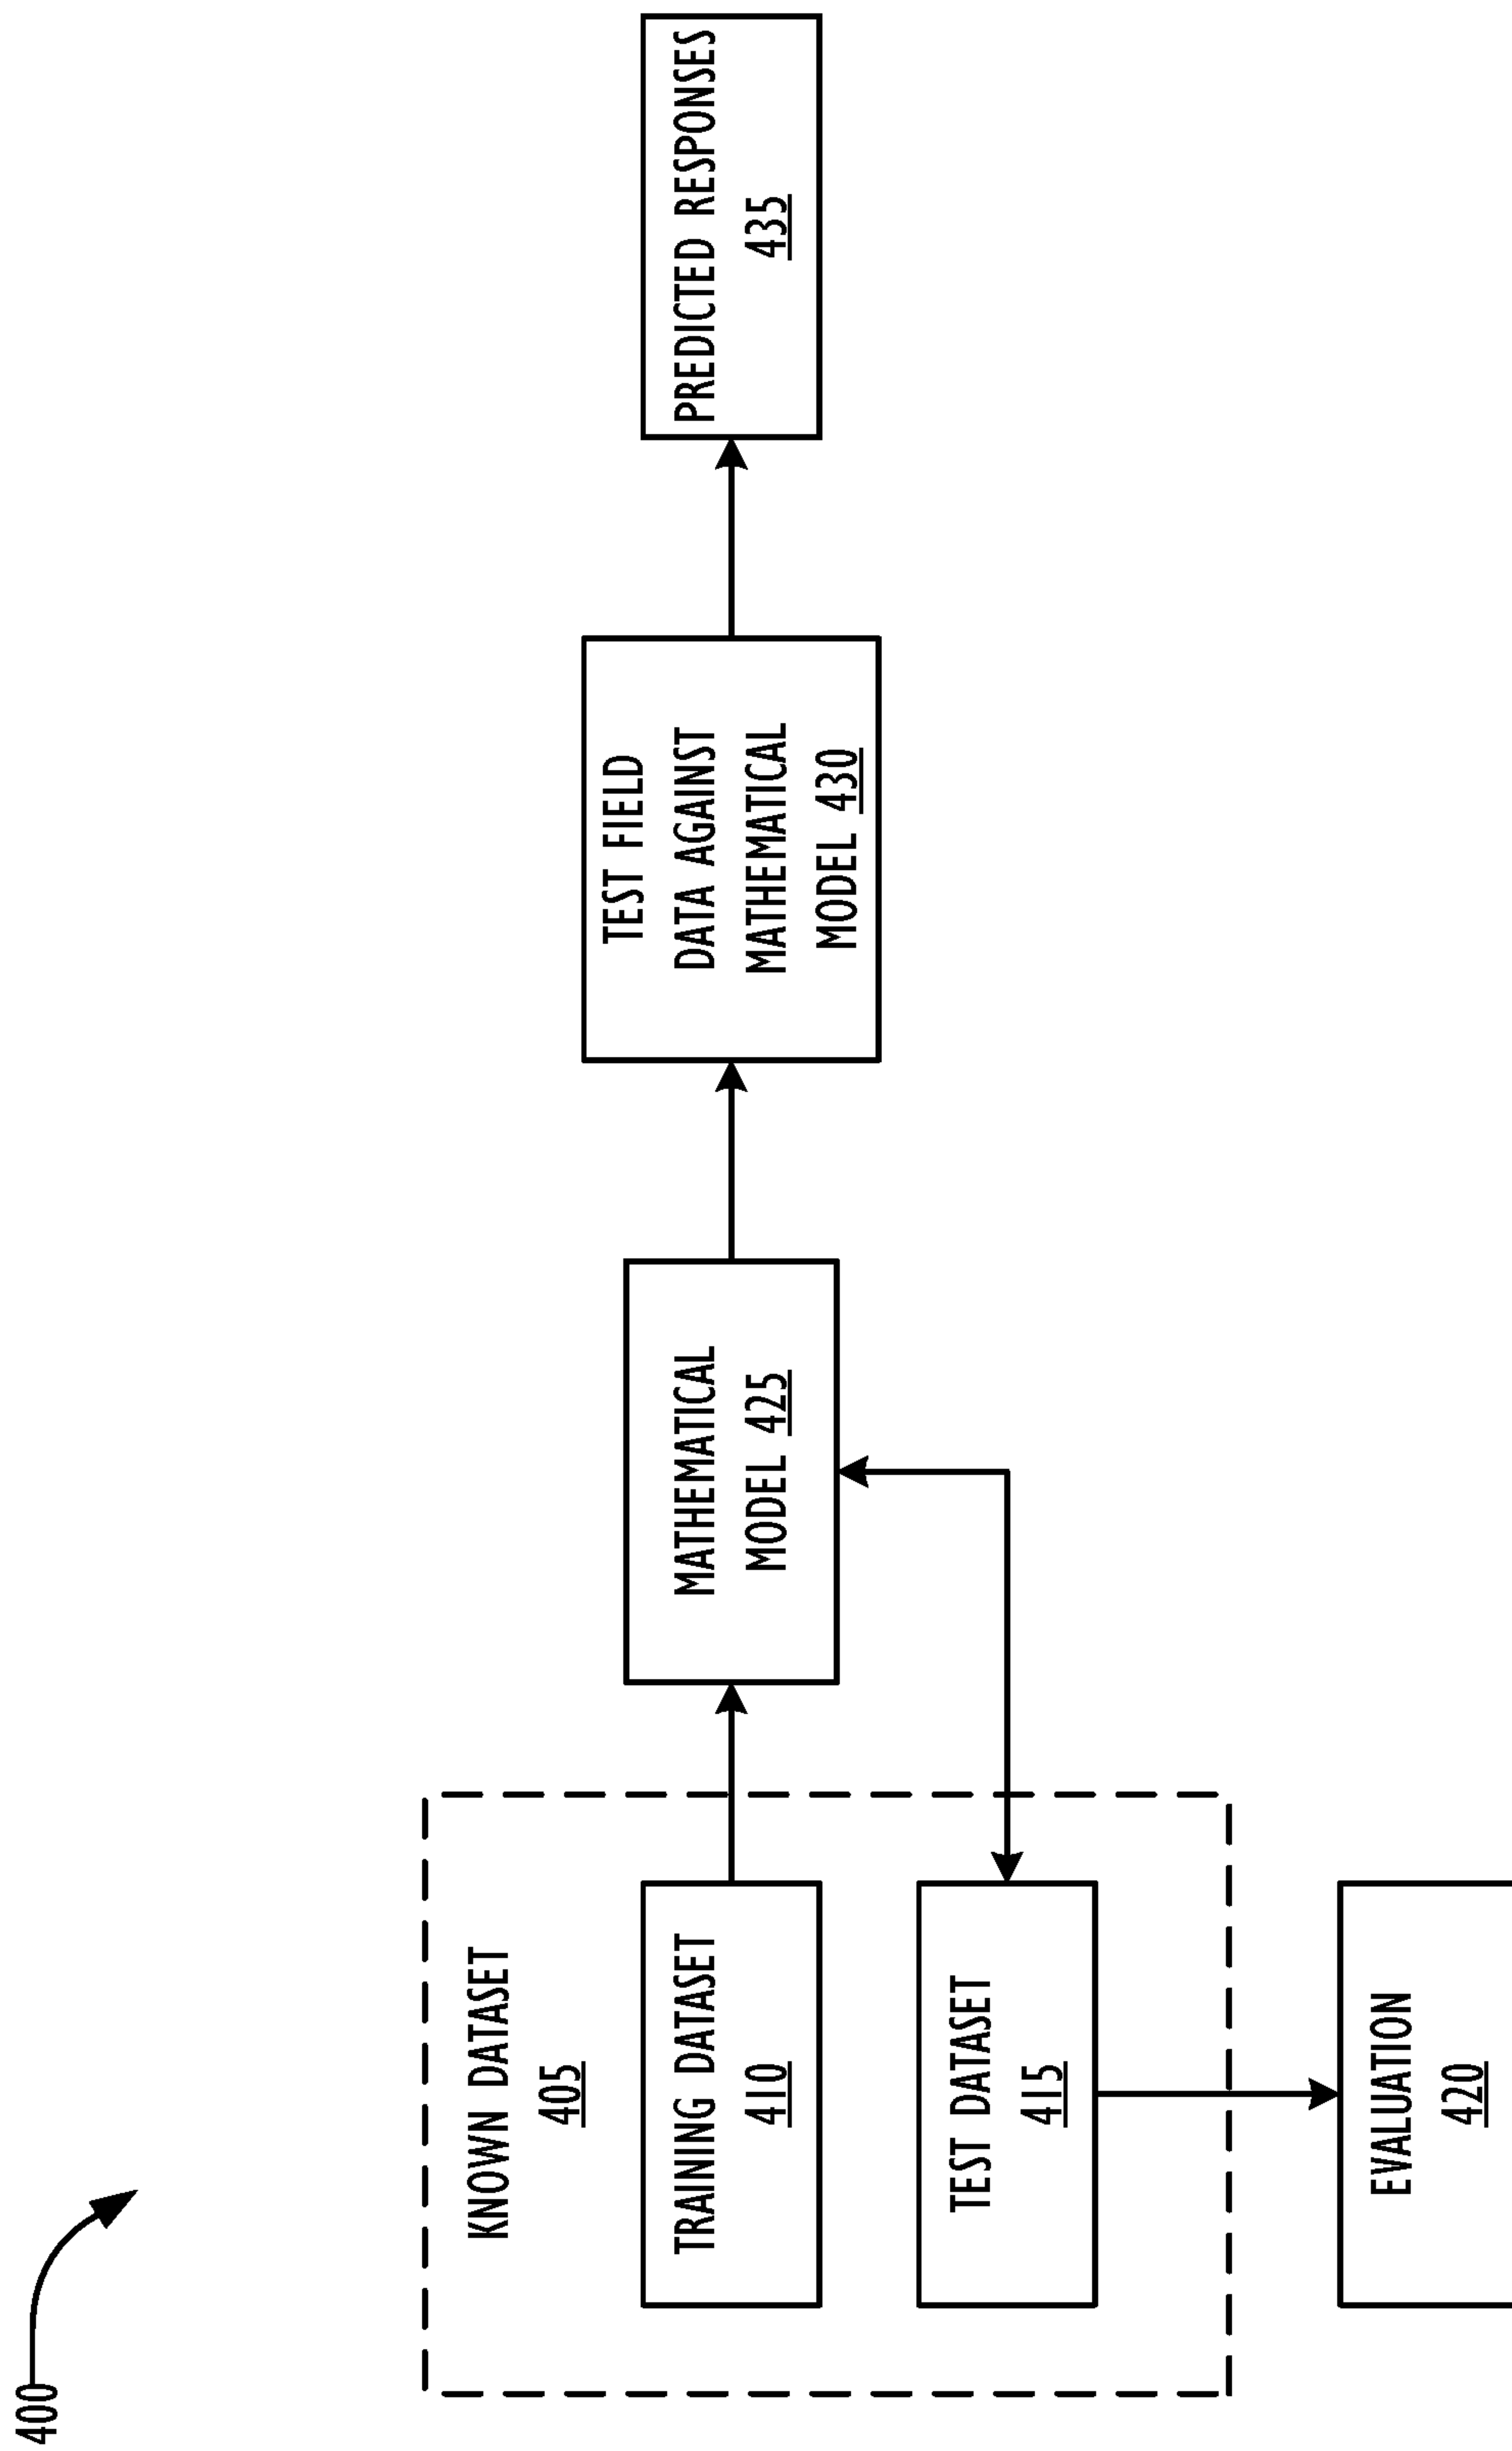 400
KNOWN DATASET
405
TRAINING DATASET
410
TEST DATASET
415
EVALUATION
420
MATHEMATICAL
MODEL 425
TEST FIELD
DATA AGAINST
MATHEMATICAL
MODEL 430
PREDICTED RESPONSES
435